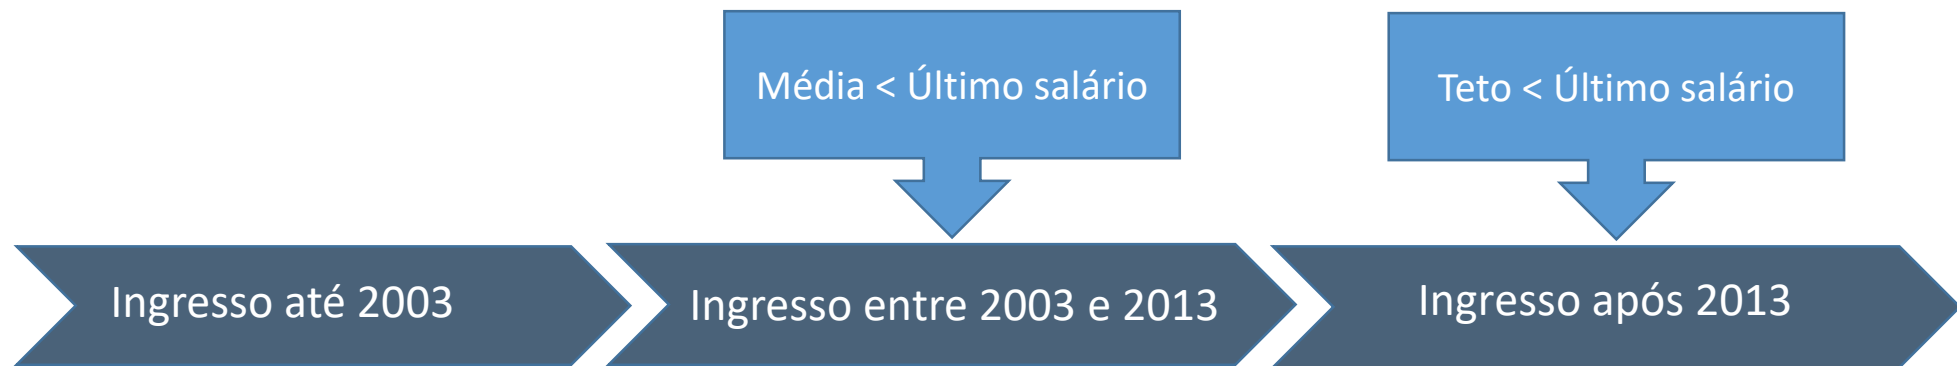 Média < Último salário
Teto < Último salário
Ingresso até 2003
Ingresso entre 2003 e 2013
Ingresso após 2013